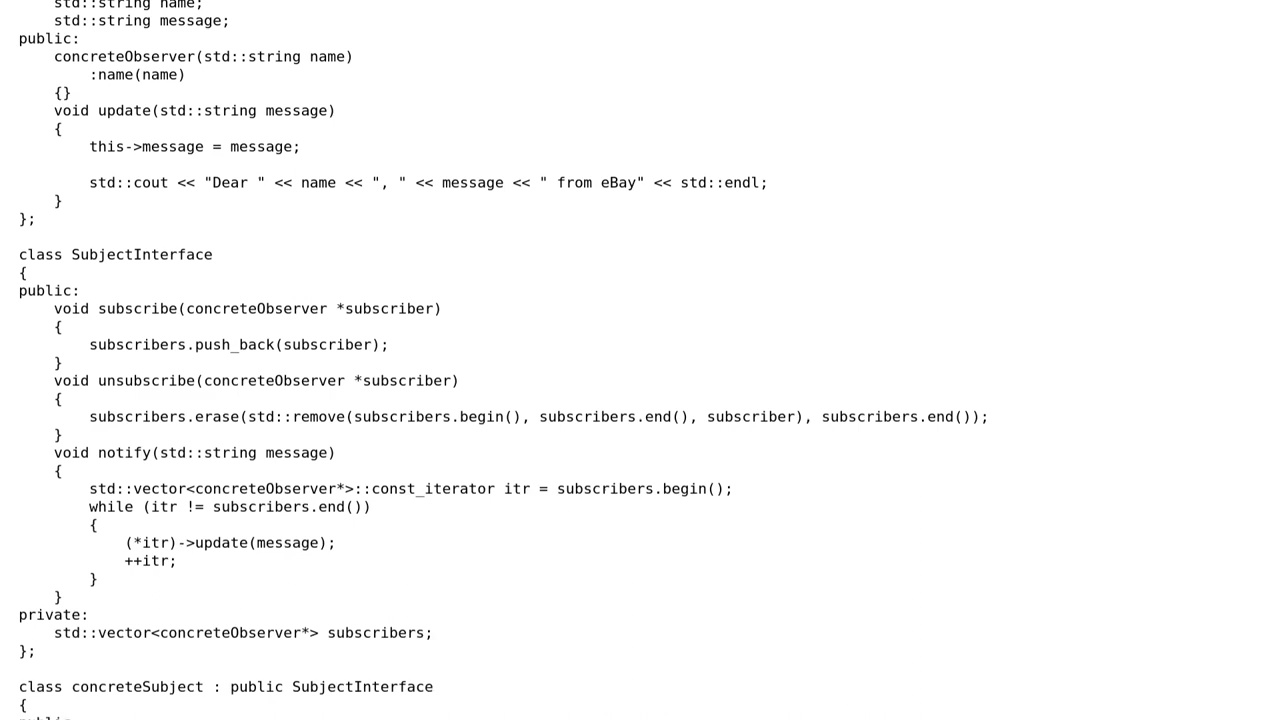 std::string name;
    std::string message;
public:
    concreteObserver(std::string name)
        :name(name)
    {}
    void update(std::string message)
    {
        this->message = message;

        std::cout << "Dear " << name << ", " << message << " from eBay" << std::endl;
    }
};

class SubjectInterface
{
public:
    void subscribe(concreteObserver *subscriber)
    {
        subscribers.push_back(subscriber);
    }
    void unsubscribe(concreteObserver *subscriber)
    {
        subscribers.erase(std::remove(subscribers.begin(), subscribers.end(), subscriber), subscribers.end());
    }
    void notify(std::string message)
    {
        std::vector<concreteObserver*>::const_iterator itr = subscribers.begin();
        while (itr != subscribers.end())
        {
            (*itr)->update(message);
            ++itr;
        }
    }
private:
    std::vector<concreteObserver*> subscribers;
};

class concreteSubject : public SubjectInterface
{